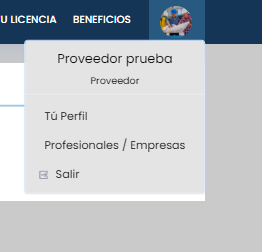 U LICENCIA BENEFICIOS
Proveedor prueba
Proveedor
Tú Perfil
Profesionales / Empresas
Salir